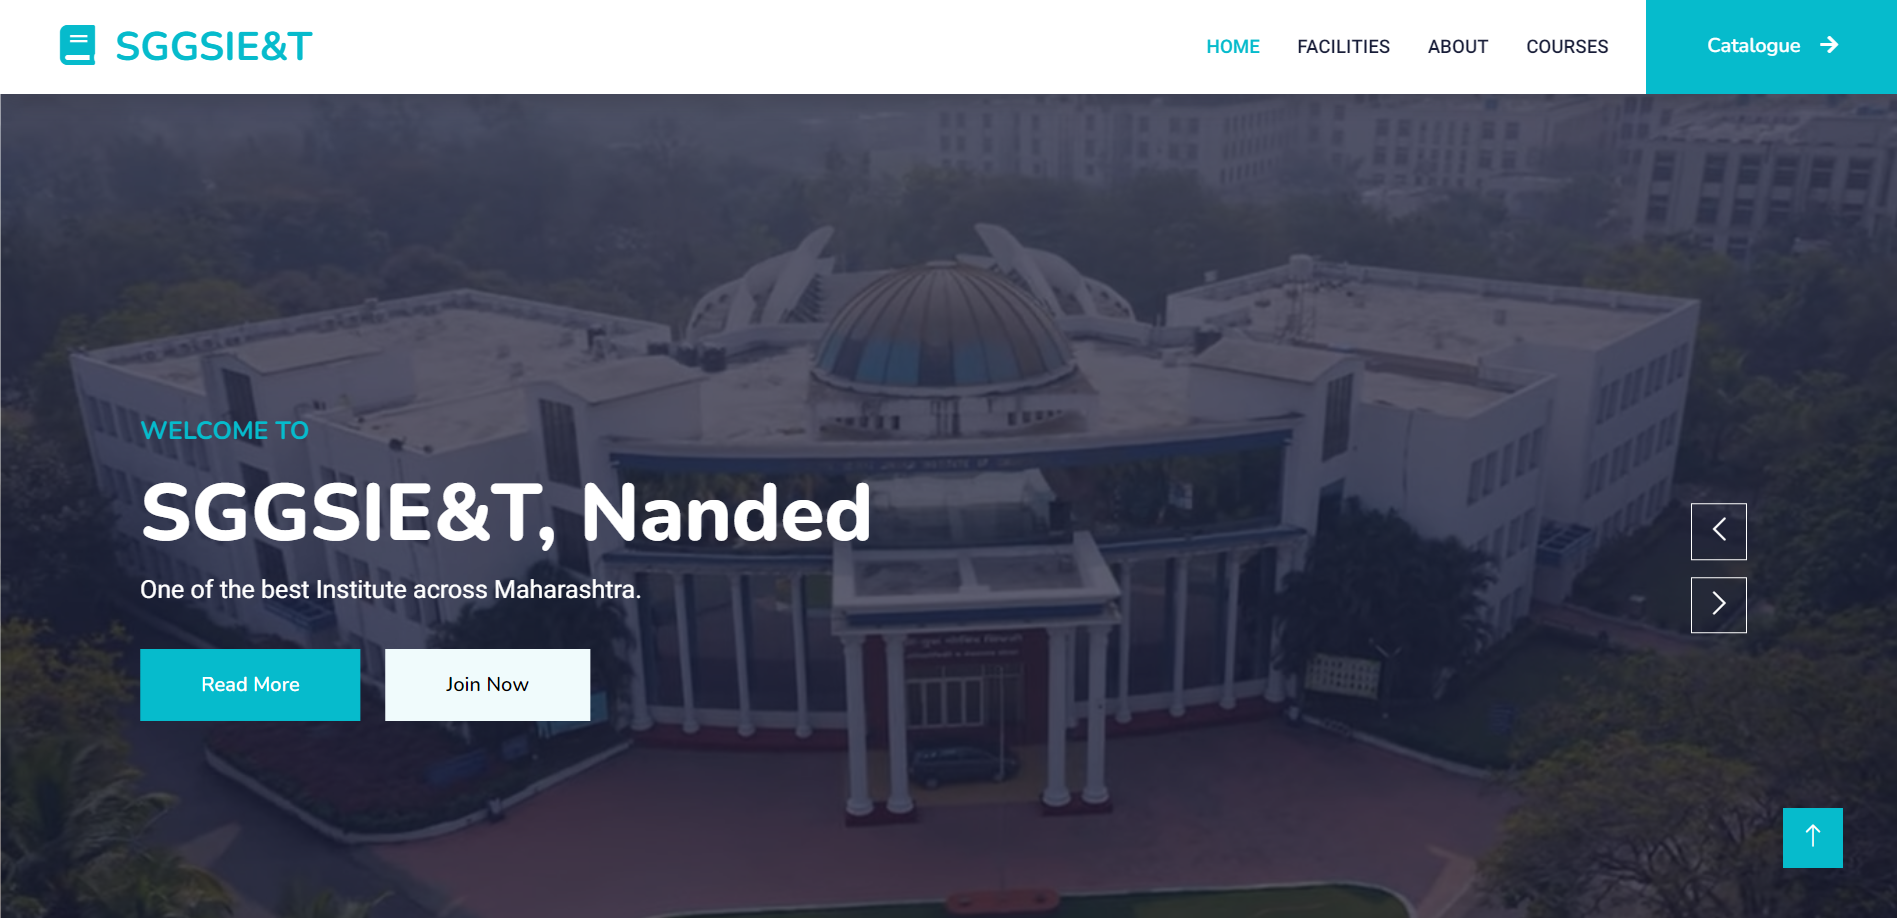 SGGSIE&T
HOME FACILITIES ABOUT COURSES Catalogue
WELCOME TO
SGGSIE&T, Nanded
One of the best Institute across Maharashtra.
Read More Join Now